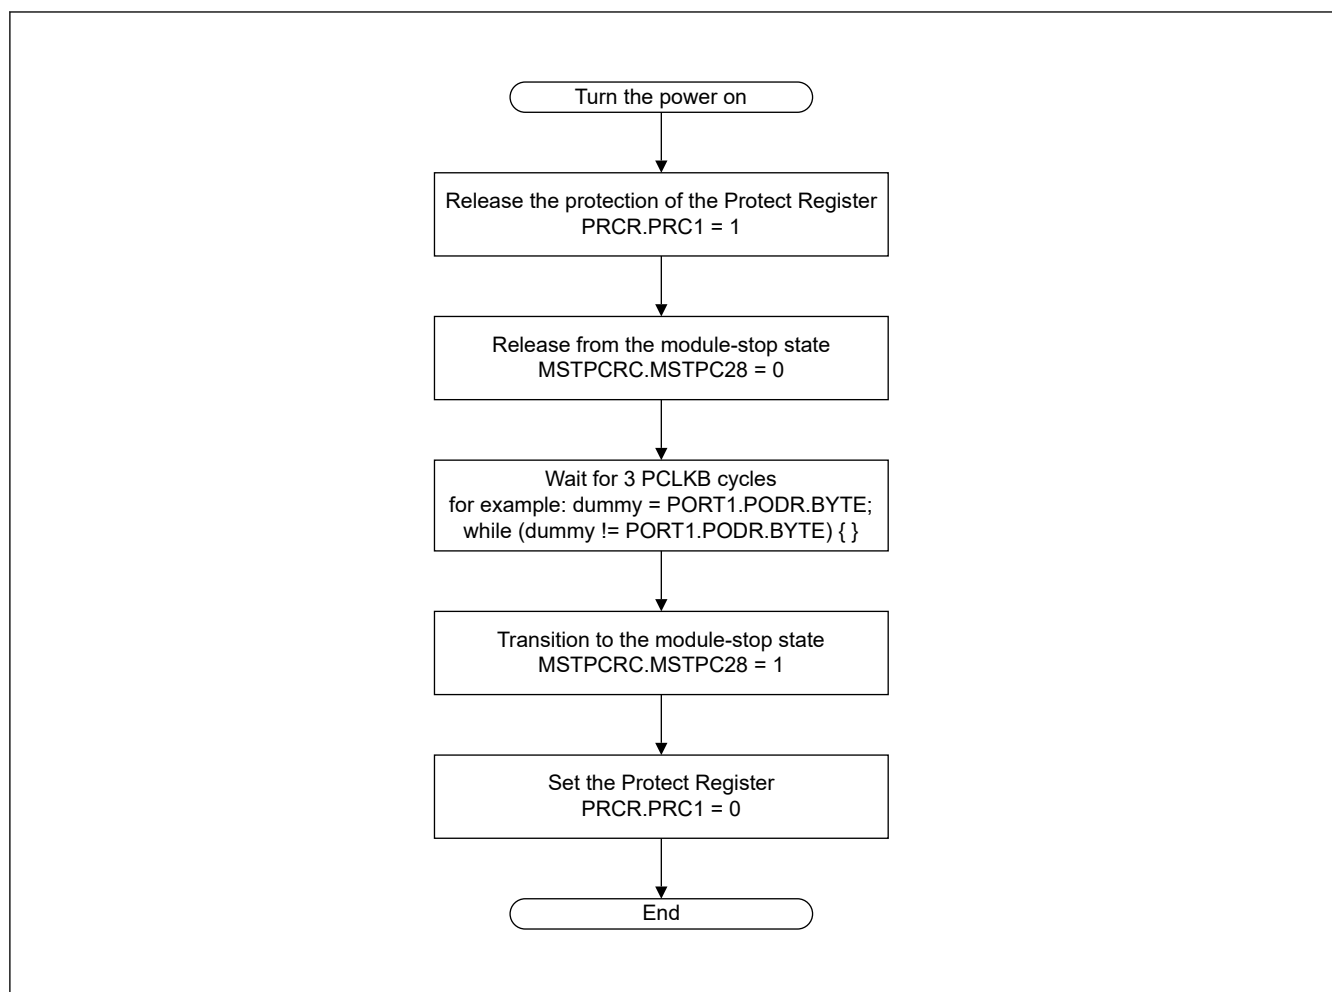 Turn the power on
Release the protection of the Protect Register
PRCR.PRC1 = 1
Release from the module-stop state
MSTPCRC.MSTPC28 = 0
Wait for 3 PCLKB cycles
for example: dummy = PORT1.PODR.BYTE;
while (dummy != PORT1.PODR.BYTE) { }
Transition to the module-stop state
MSTPCRC.MSTPC28 = 1
Set the Protect Register
PRCR.PRC1 = 0
End